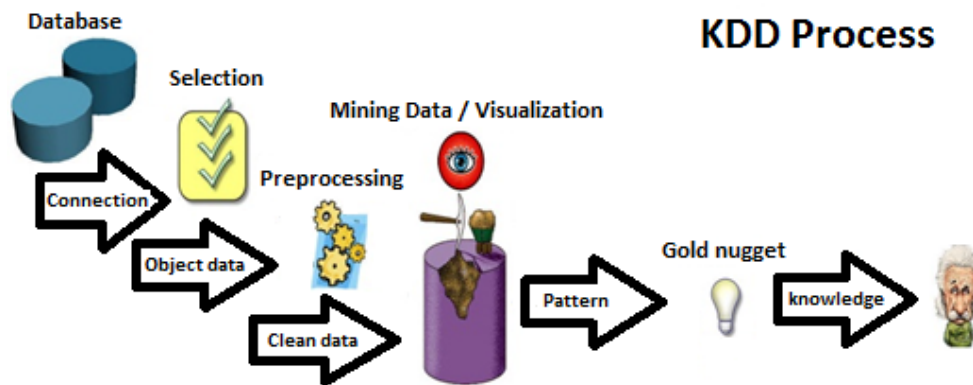 Database
KDD Process
Selection
Mining Data / Visualization
Connection
Preprocessing
Object data
Gold nugget
Clean data
Pattern
knowledge